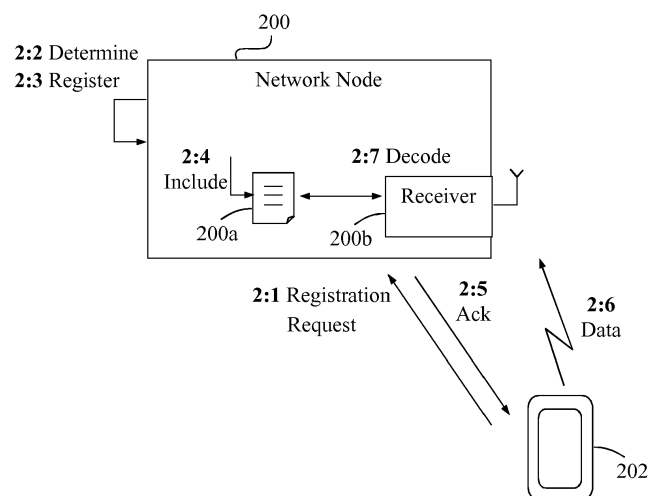 200
2:2 Determine
2:3 Register
Network Node
2:4
Include
2:7 Decode
Receiver
200a
200b
2:1 Registration
Request
2:5
Ack
2:6
Data
202